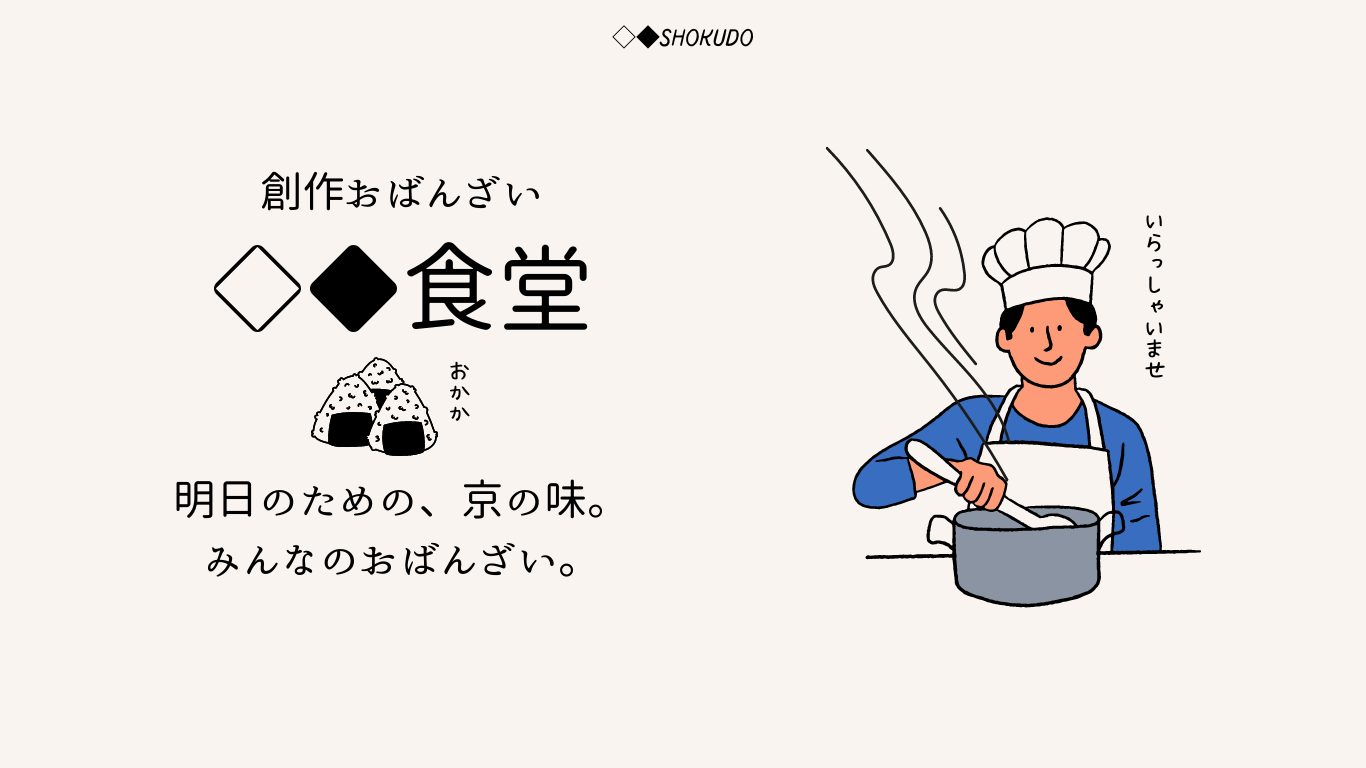 ◇◆SHOKUDO
創作おばんざい
◇◆食堂
おかか
明日のための、京の味。
みんなのおばんざい。
いらっしゃいませ